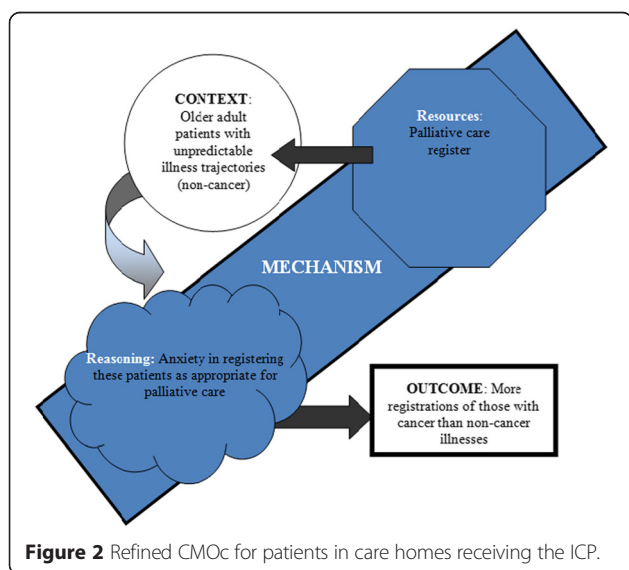 CONTEXT:
Older adult
patients with
unpredictable
illness trajectories
(non-cancer)
Resources:
Palliative care
register
MECHANISM
Reasoning: Anxiety in registering
these patients as appropriate for
palliative care
OUTCOME: More
registrations of those with
cancer than non-cancer
illnesses
Figure 2 Refined CMOc for patients in care homes receiving the ICP.